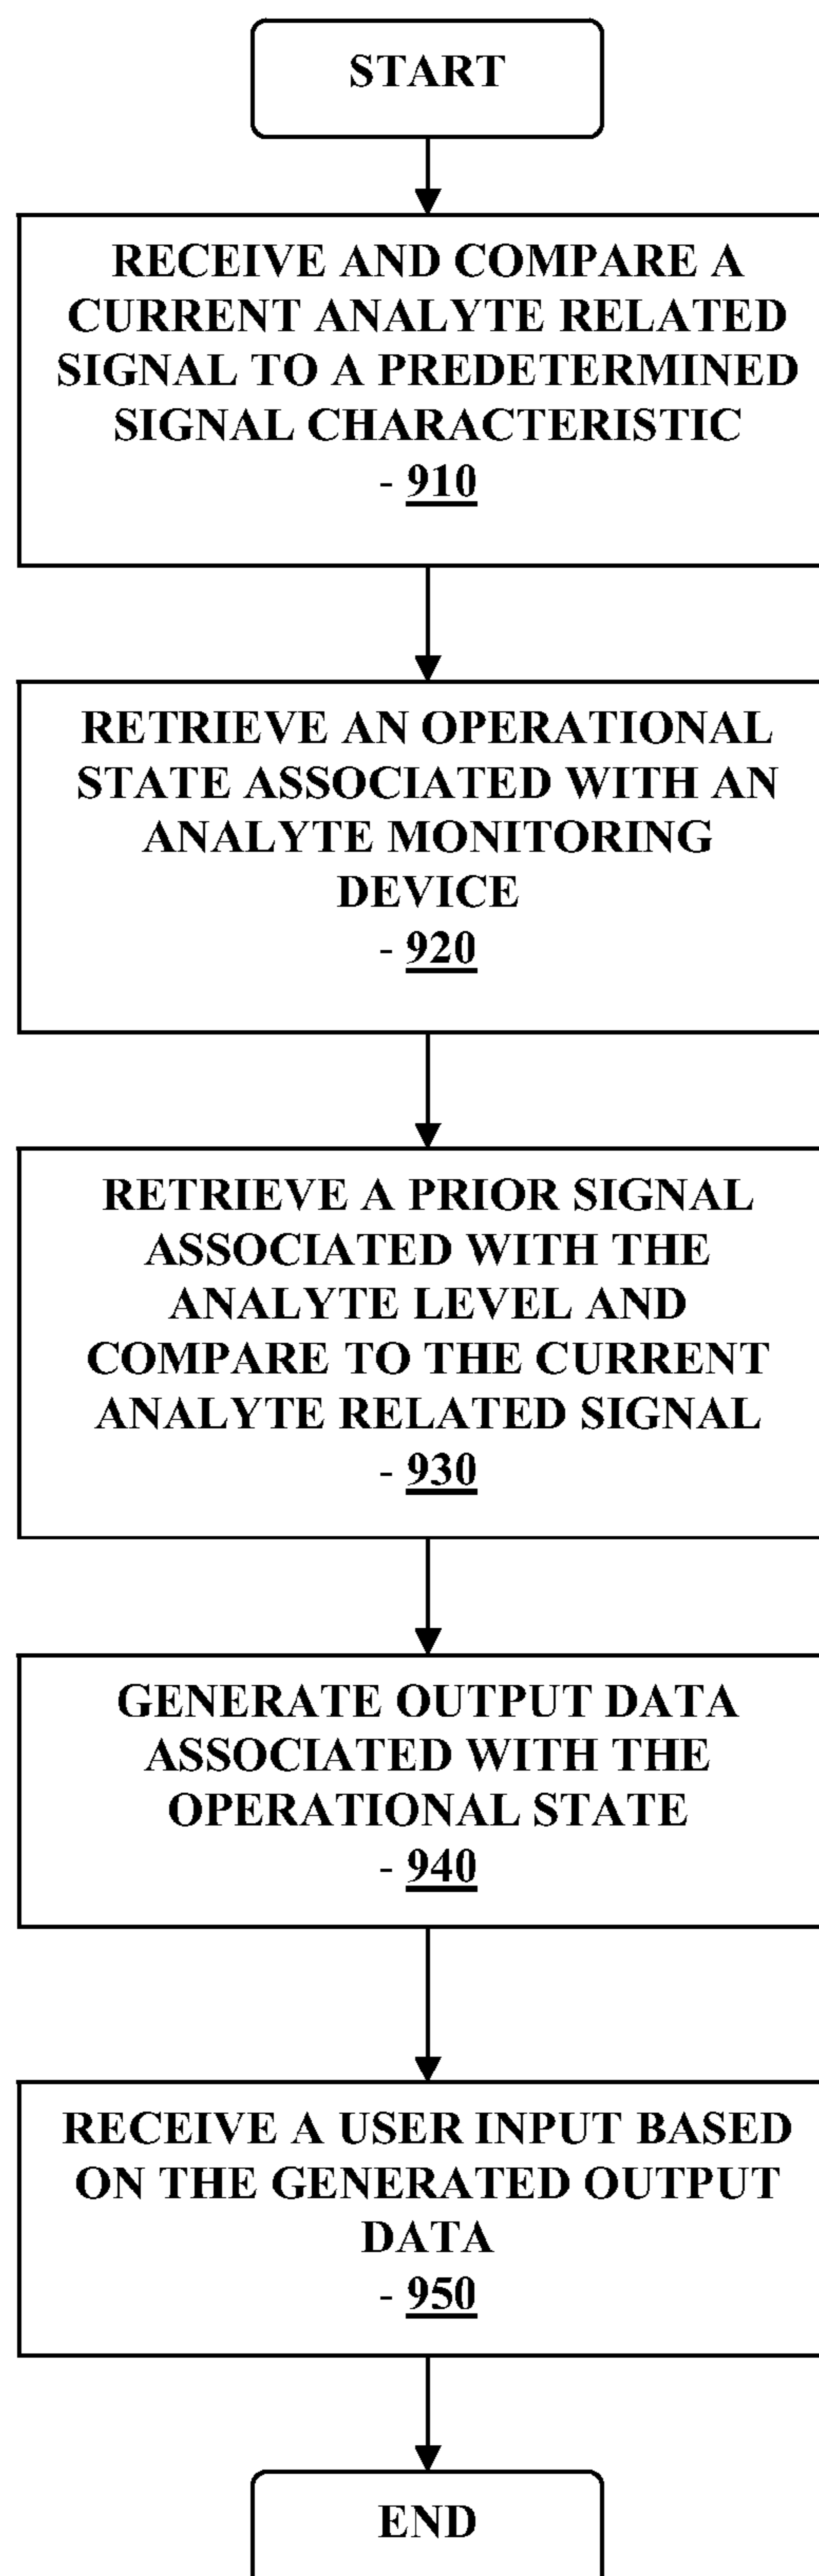 START
RECEIVE AND COMPARE A
CURRENT ANALYTE RELATED
SIGNAL TO A PREDETERMINED
SIGNAL CHARACTERISTIC
- 910
RETRIEVE AN OPERATIONAL
STATE ASSOCIATED WITH AN
ANALYTE MONITORING
DEVICE
- 920
RETRIEVE A PRIOR SIGNAL
ASSOCIATED WITH THE
ANALYTE LEVEL AND
COMPARE TO THE CURRENT
ANALYTE RELATED SIGNAL
- 930
GENERATE OUTPUT DATA
ASSOCIATED WITH THE
OPERATIONAL STATE
- 940
RECEIVE A USER INPUT BASED
ON THE GENERATED OUTPUT
DATA
- 950
END